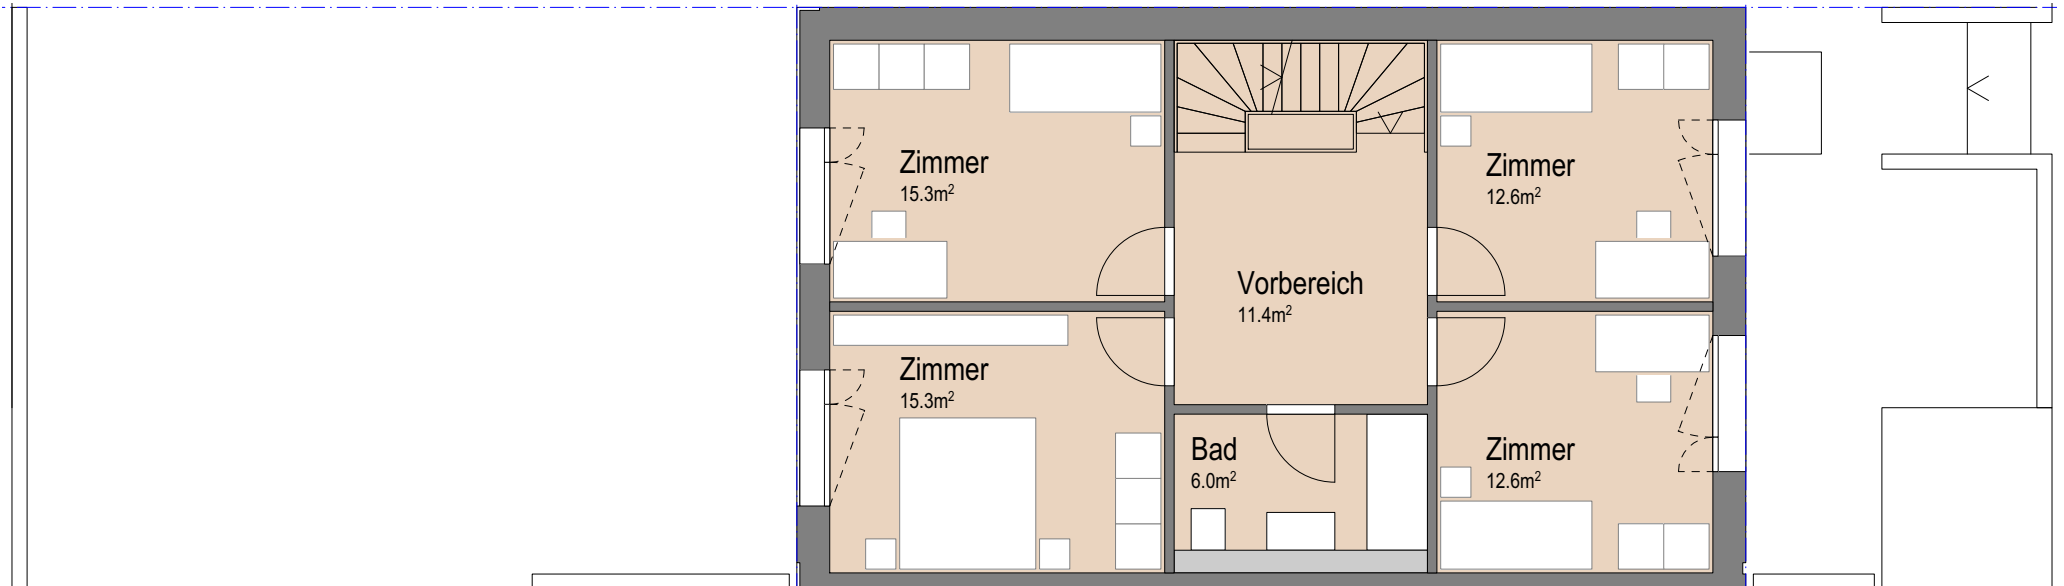 Zimmer
15.3m²
Zimmer
12.6m²
Vorbereich
11.4m²
Zimmer
15.3m²
Bad
6.0m²
Zimmer
12.6m²